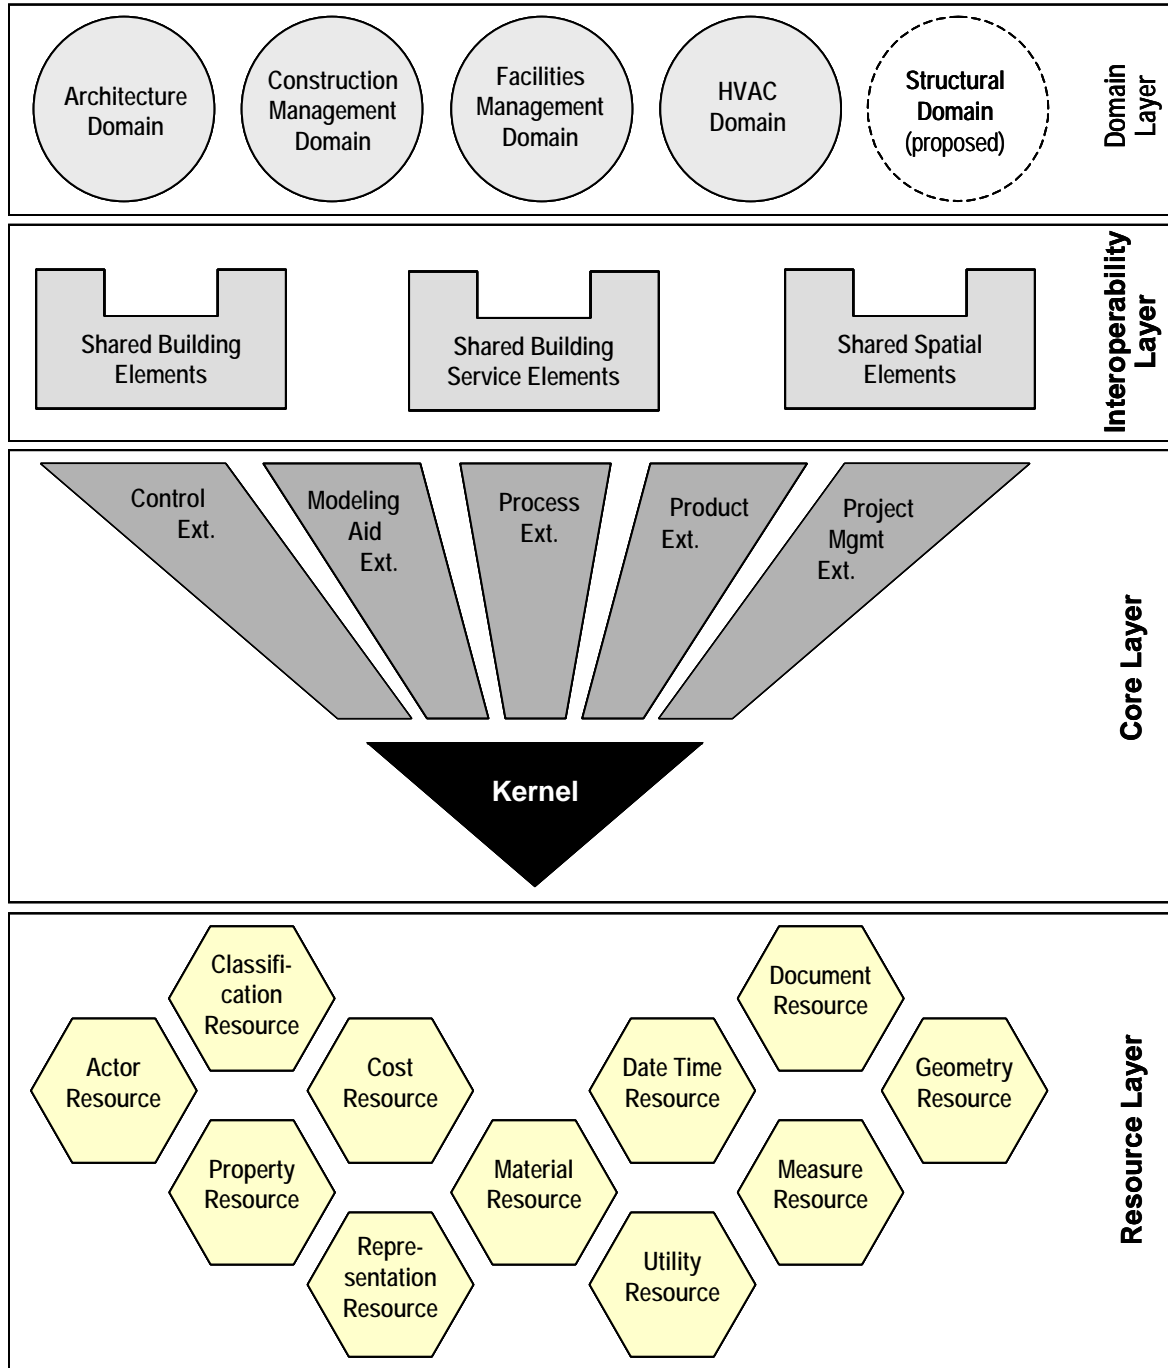 Architecture
Domain
Construction
Management
Domain
Facilities
Management
Domain
HVAC
Domain
Structural
Domain
(proposed)
Domain
Layer
Shared Building
Elements
Shared Building
Service Elements
Shared Spatial
Elements
Interoperability
Layer
Control
Ext.
Modeling
Aid
Ext.
Process
Ext.
Product
Ext.
Project
Mgmt
Ext.
Kernel
Core Layer
Classifi-
cation
Resource
Document
Resource
Actor
Resource
Cost
Resource
Date Time
Resource
Geometry
Resource
Property
Resource
Material
Resource
Measure
Resource
Repre-
sentation
Resource
Utility
Resource
Resource Layer